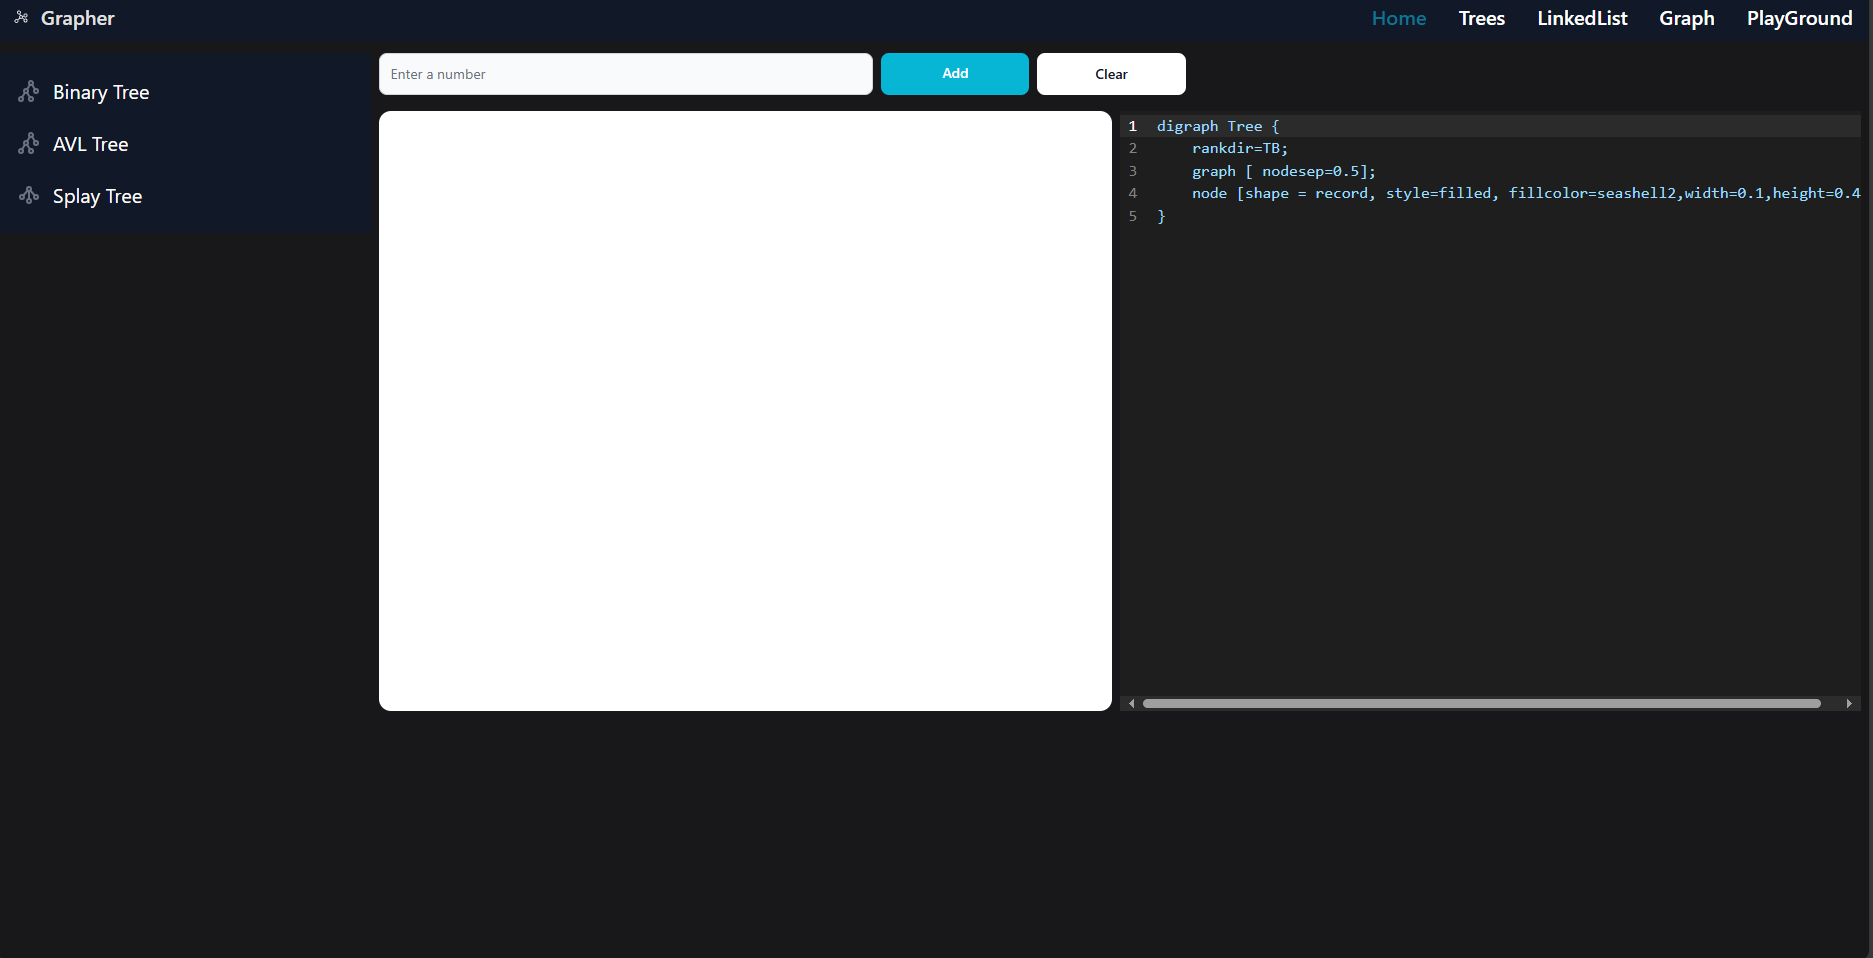 Grapher
Home Trees LinkedList Graph PlayGround
Binary Tree
AVL Tree
Splay Tree
Enter a number
Add
Clear
1 digraph Tree {
2 rankdir=TB;
3 graph [ nodesep=0.5];
4 node [shape = record, style=filled, fillcolor=seashell2,width=0.1,height=0.4
5 }